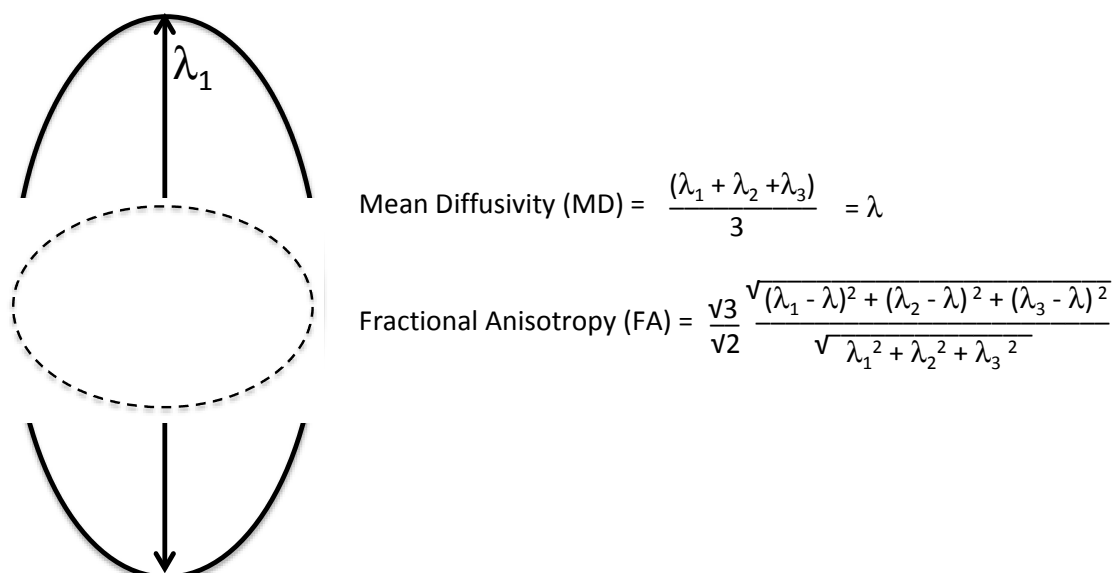 λ₁
Mean Diffusivity (MD) = (λ₁ + λ₂ +λ₃) / 3 = λ
Fractional Anisotropy (FA) = √3 / √2 √(λ₁ - λ)² + (λ₂ - λ)² + (λ₃ - λ)² / √ λ₁² + λ₂² + λ₃²